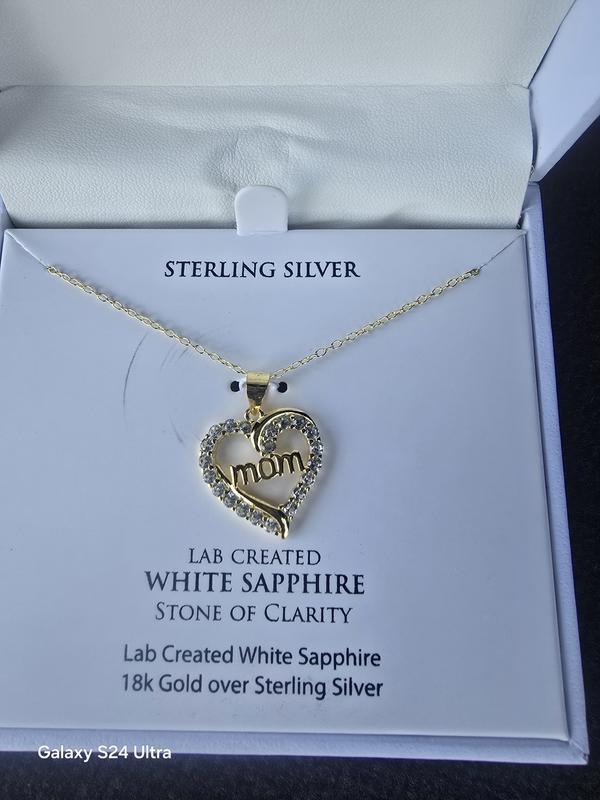 STERLING SILVER
mom
LAB CREATED
WHITE SAPPHIRE
STONE OF CLARITY
Lab Created White Sapphire
18k Gold over Sterling Silver
Galaxy S24 Ultra